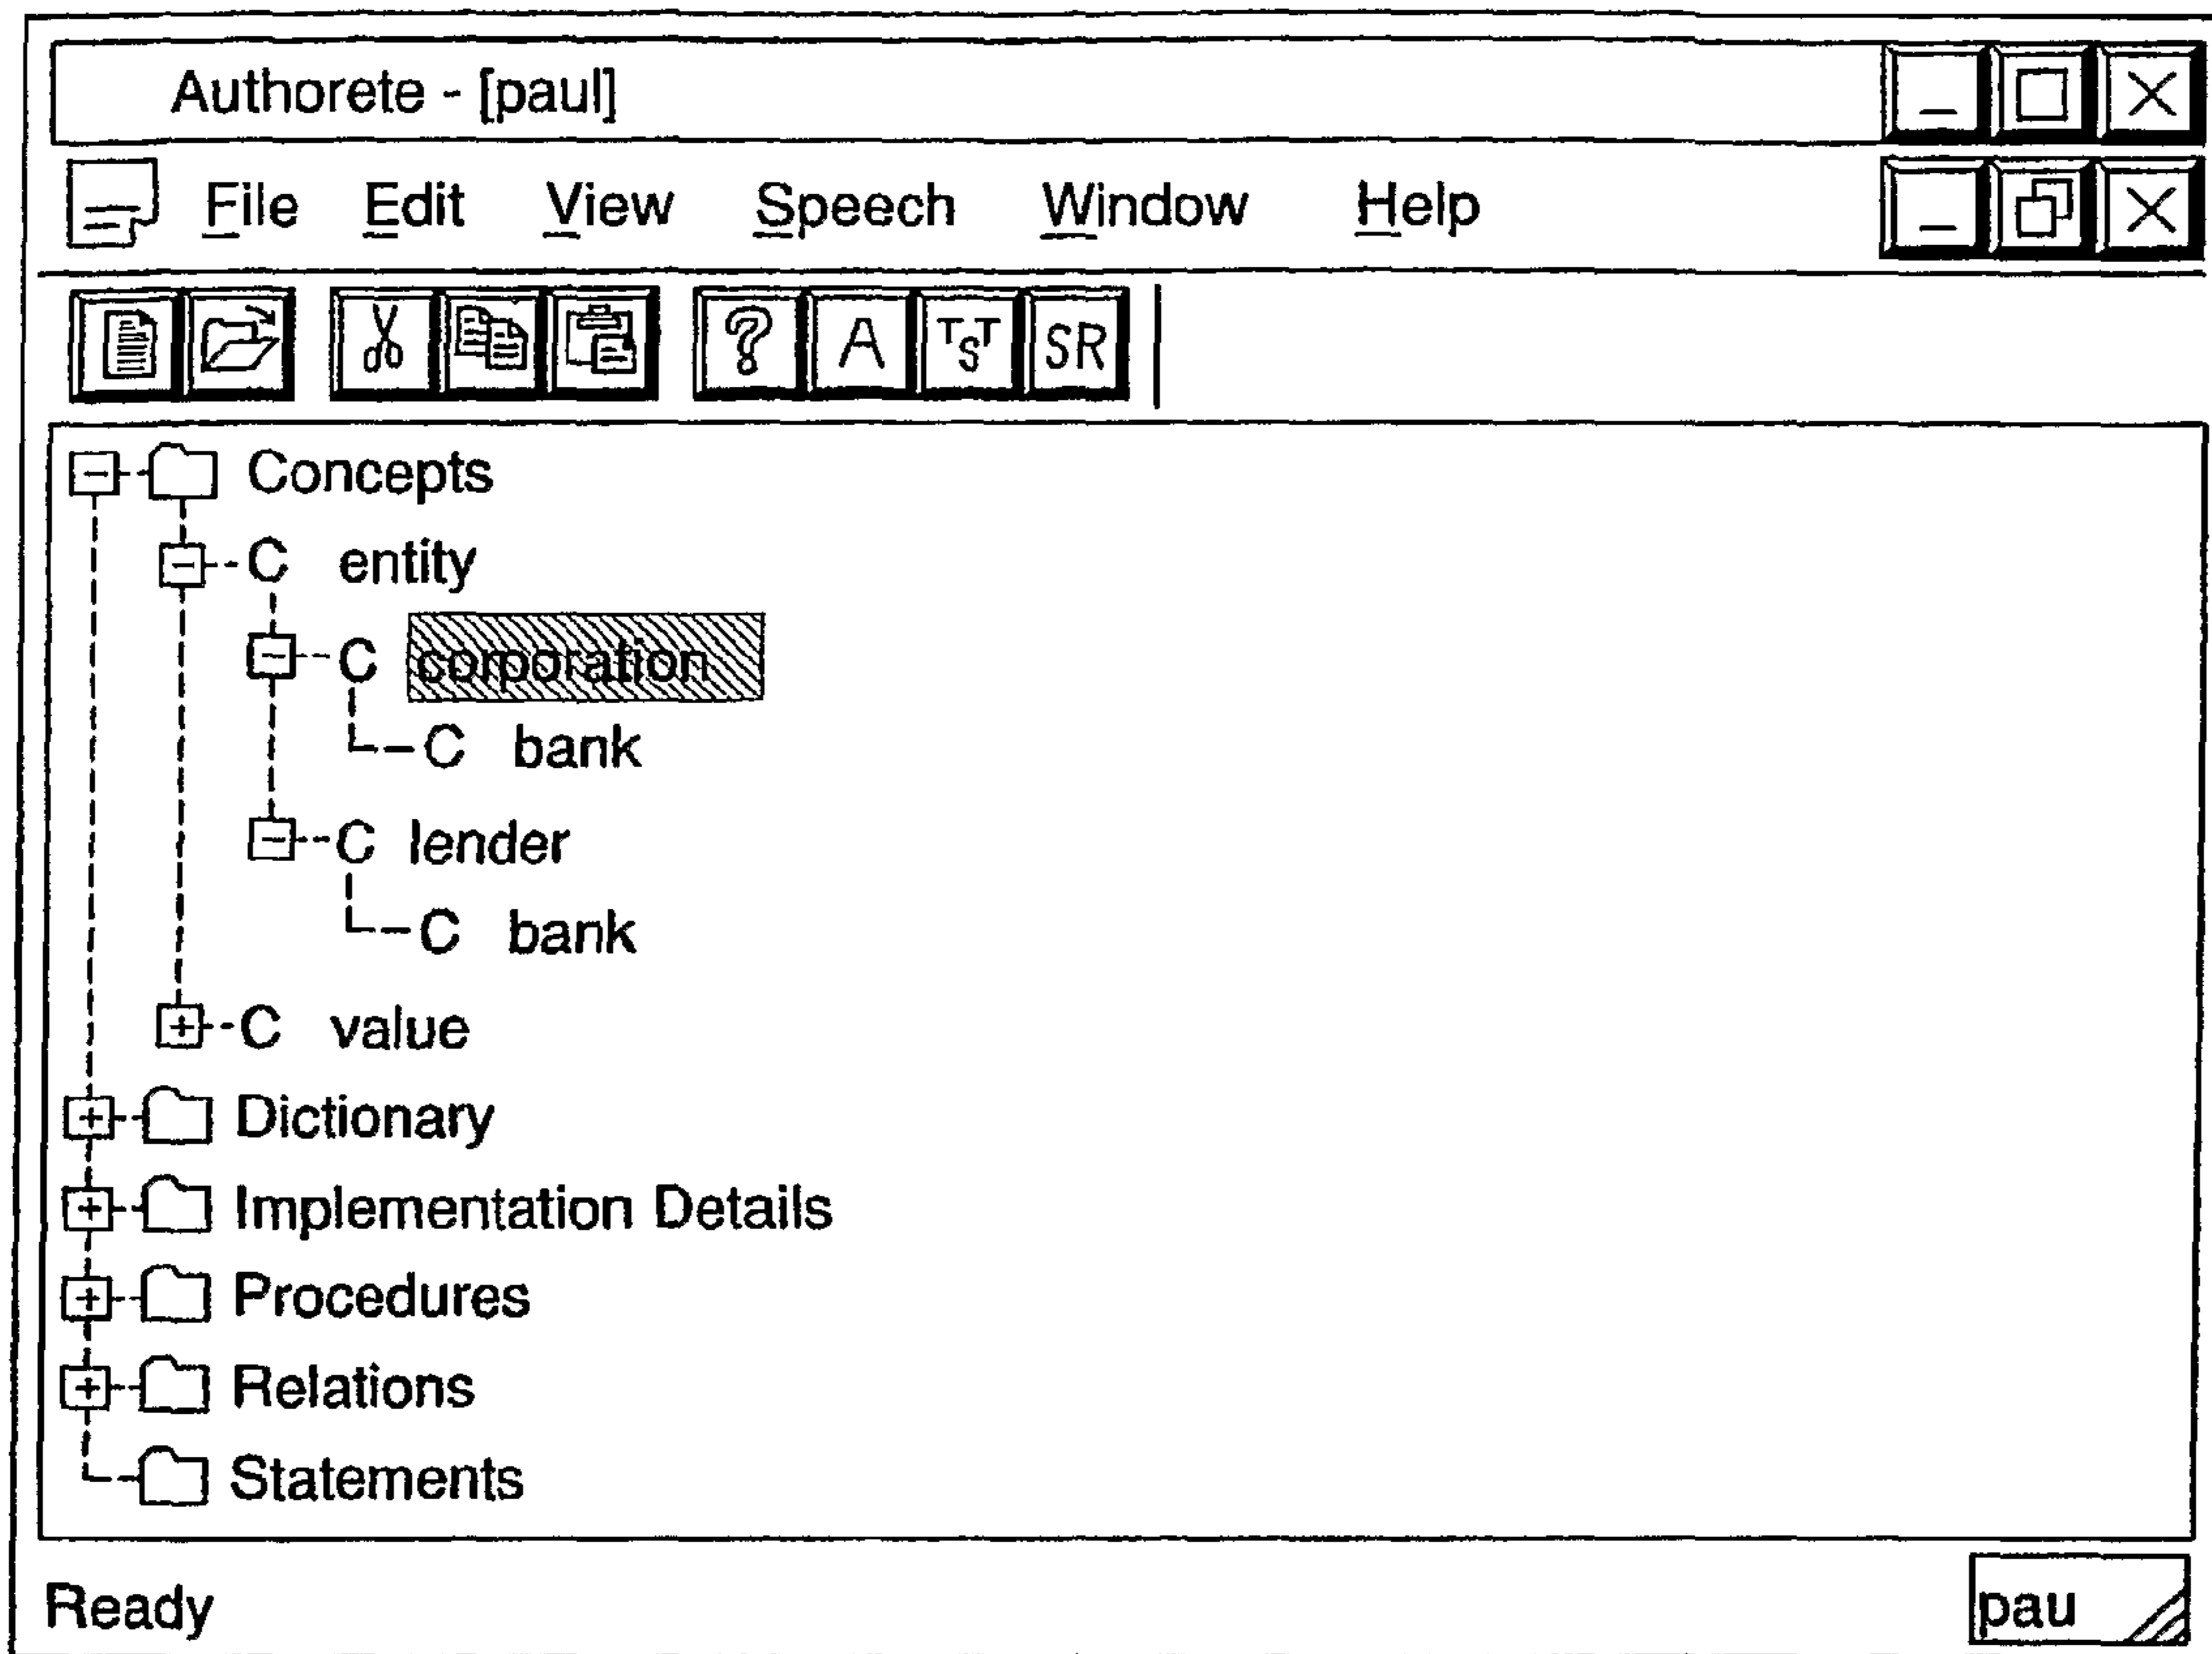 Authorete - [paul]
File Edit View Speech Window Help
? A TST SR
Concepts
C entity
C corporation
C bank
C lender
C bank
C value
Dictionary
Implementation Details
Procedures
Relations
Statements
Ready pau